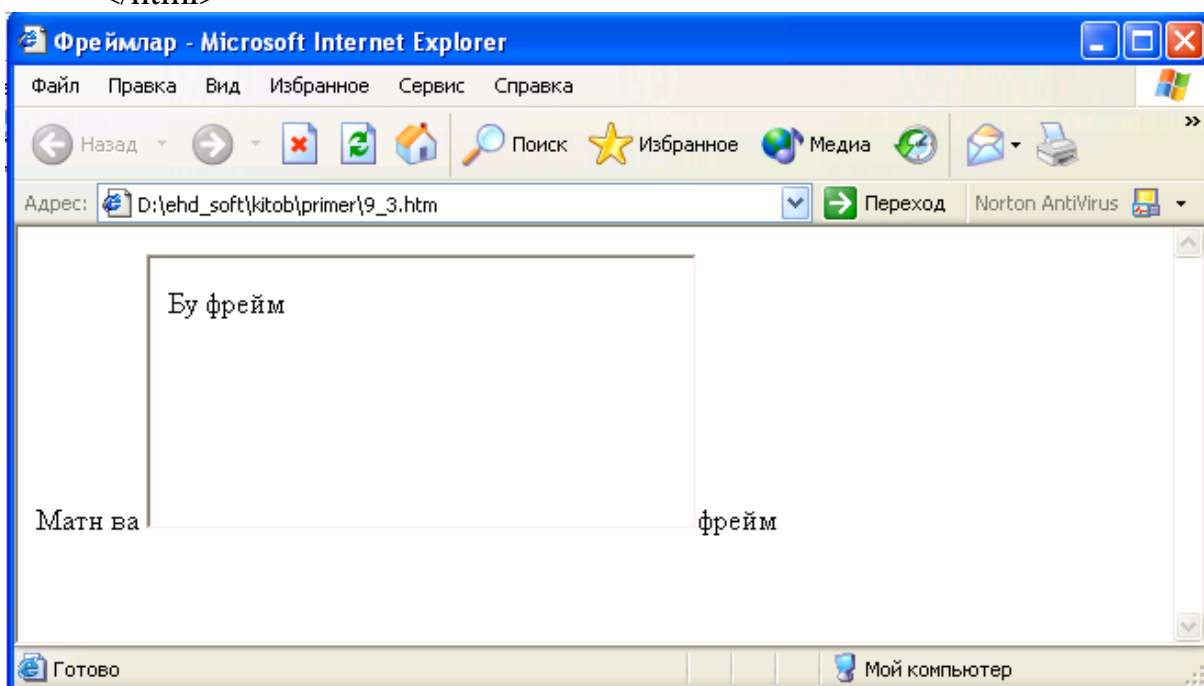 </html>
Фреймлар - Microsoft Internet Explorer
Файл Правка Вид Избранное Сервис Справка
Назад Поиск Избранное Медиа »
Адрес: D:\ehd_soft\kitob\primer\9_3.htm Переход Norton AntiVirus
Бу фрейм
Матн ва фрейм
Готово Мой компьютер